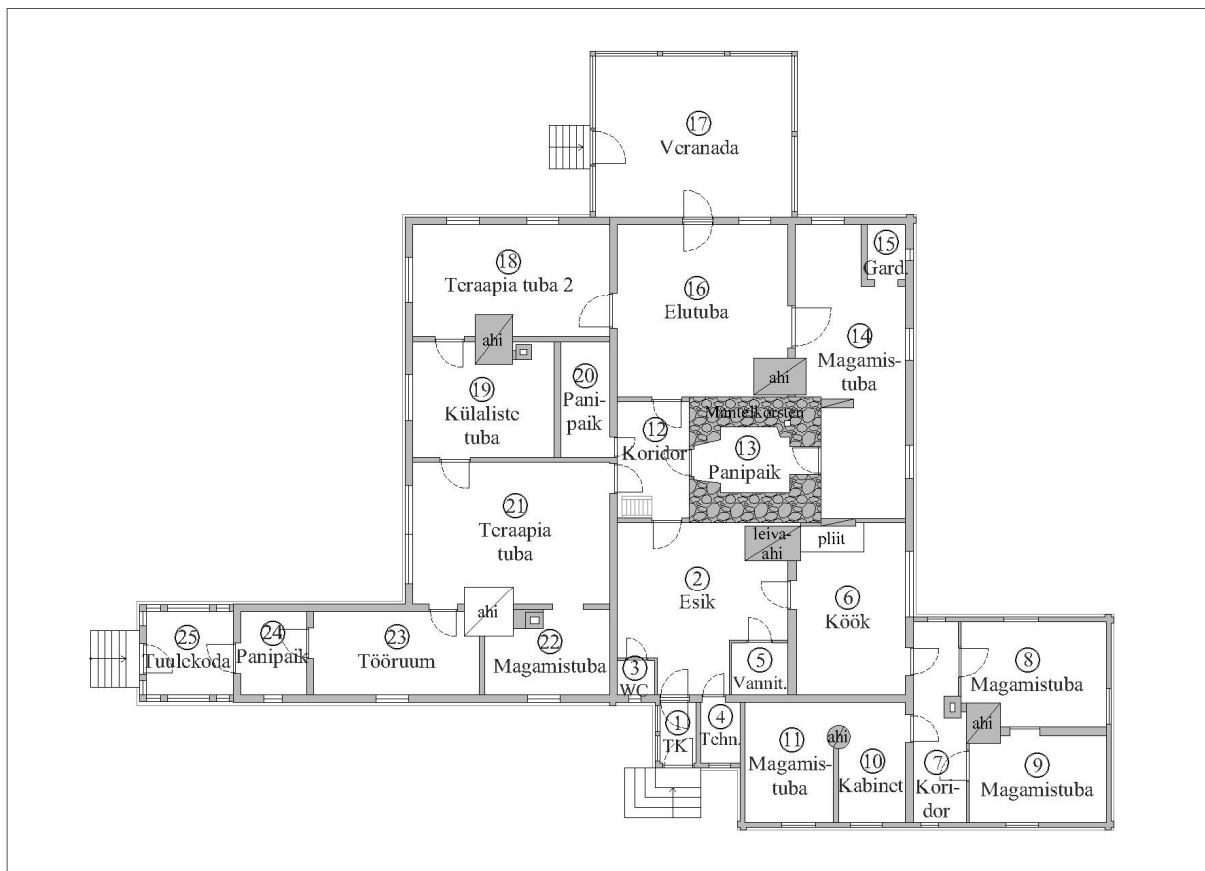 17
Veranada
18
Teraapia tuba 2
15
Gard.
16
Elutuba
14
Magamis-
tuba
ahi
ahi
19
Külaliste
tuba
20
Pani-
paik
Mantelkorsten
12
Koridor
13
Panipaik
21
Teraapia
tuba
leiva-
ahi
pliit
2
Esik
6
Köök
ahi
25
Tuulekoda
24
Panipaik
23
Tööruum
22
Magamistuba
3
WC
5
Vannit.
8
Magamistuba
1
TK
4
Tehn.
11
Magamis-
tuba
ahi
10
Kabinet
7
Kori-
dor
ahi
9
Magamistuba